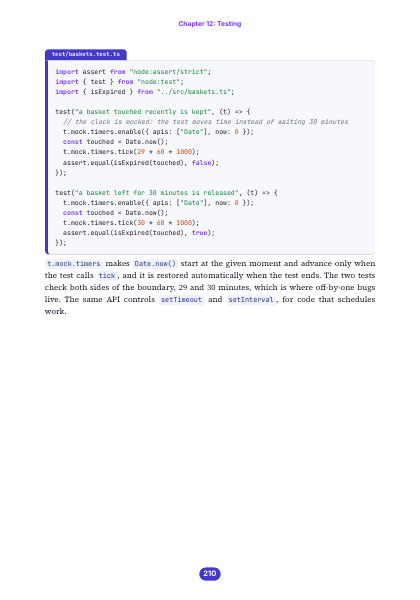 Chapter 12: Testing
test/baskets.test.ts
import assert from "node:assert/strict";
import { test } from "node:test";
import { isExpired } from "../src/baskets.ts";
test("a basket touched recently is kept", (t) => {
// the clock is mocked: the test moves time instead of waiting 30 minutes
t.mock.timers.enable({ apis: ["Date"], now: 0 });
const touched = Date.now();
t.mock.timers.tick(29 * 60 * 1000);
assert.equal(isExpired(touched), false);
});
test("a basket left for 30 minutes is released", (t) => {
t.mock.timers.enable({ apis: ["Date"], now: 0 });
const touched = Date.now();
t.mock.timers.tick(30 * 60 * 1000);
assert.equal(isExpired(touched), true);
});
t.mock.timers makes Date.now() start at the given moment and advance only when
the test calls tick, and it is restored automatically when the test ends. The two tests
check both sides of the boundary, 29 and 30 minutes, which is where off-by-one bugs
live. The same API controls setTimeout and setInterval, for code that schedules
work.
210